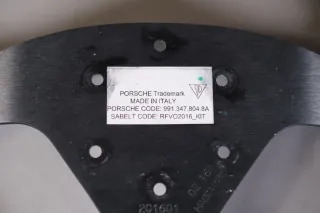 PORSCHE Trademark
MADE IN ITALY
PORSCHE CODE: 991.347.804.8A
SABELT CODE: RFVO2016_KIT
201601